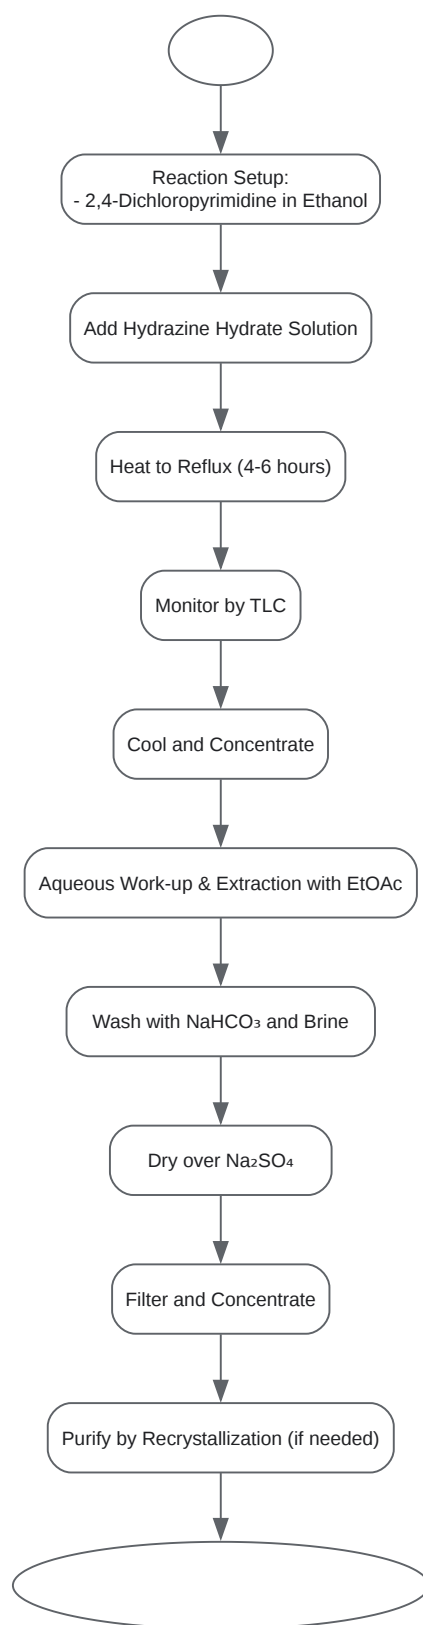 Reaction Setup:
- 2,4-Dichloropyrimidine in Ethanol
Add Hydrazine Hydrate Solution
Heat to Reflux (4-6 hours)
Monitor by TLC
Cool and Concentrate
Aqueous Work-up & Extraction with EtOAc
Wash with NaHCO₃ and Brine
Dry over Na₂SO₄
Filter and Concentrate
Purify by Recrystallization (if needed)